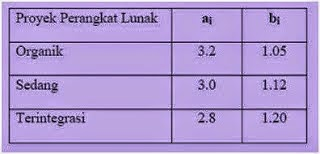 Proyek Perangkat Lunak ai bi
Organik 3.2 1.05
Sedang 3.0 1.12
Terintegrasi 2.8 1.20